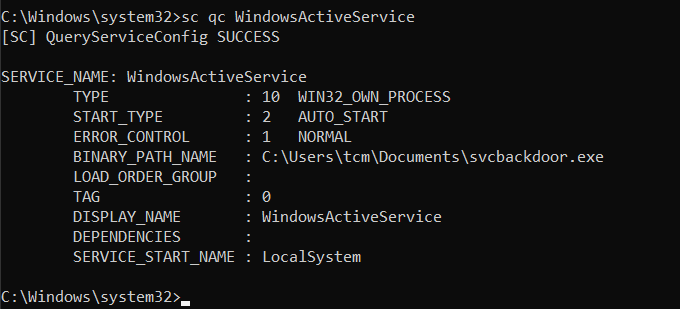 C:\Windows\system32>sc qc WindowsActiveService
[SC] QueryServiceConfig SUCCESS

SERVICE_NAME: WindowsActiveService
        TYPE               : 10  WIN32_OWN_PROCESS
        START_TYPE         : 2   AUTO_START
        ERROR_CONTROL      : 1   NORMAL
        BINARY_PATH_NAME   : C:\Users\tcm\Documents\svcbackdoor.exe
        LOAD_ORDER_GROUP   :
        TAG                : 0
        DISPLAY_NAME       : WindowsActiveService
        DEPENDENCIES       :
        SERVICE_START_NAME : LocalSystem

C:\Windows\system32>